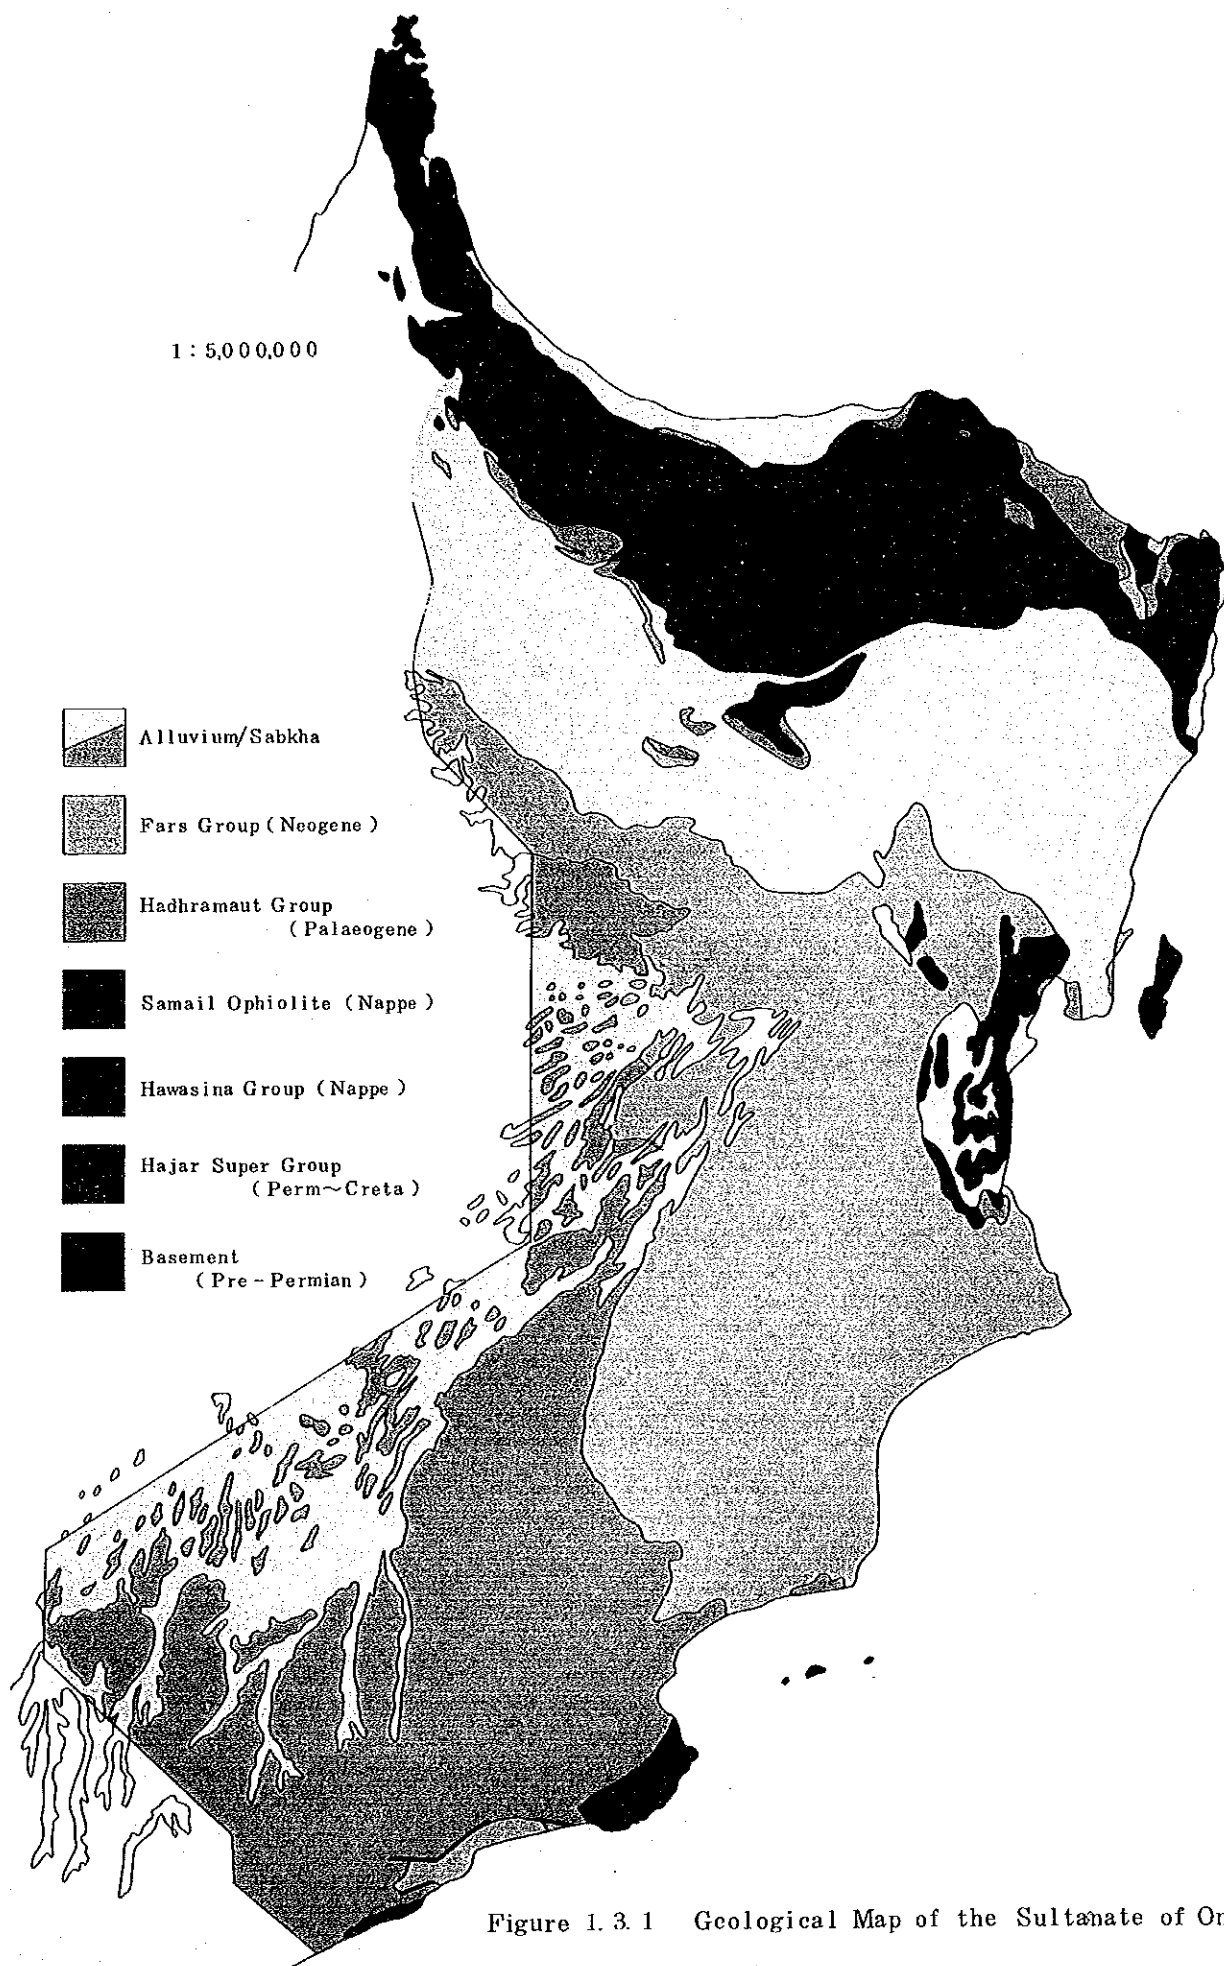 1 : 5,000,000
Alluvium/Sabkha
Fars Group ( Neogene )
Hadhramaut Group
( Palaeogene )
Samail Ophiolite (Nappe )
Hawasina Group (Nappe )
Hajar Super Group
( Perm~Creta )
Basement
( Pre-Permian )
Figure 1. 3. 1 Geological Map of the Sultanate of